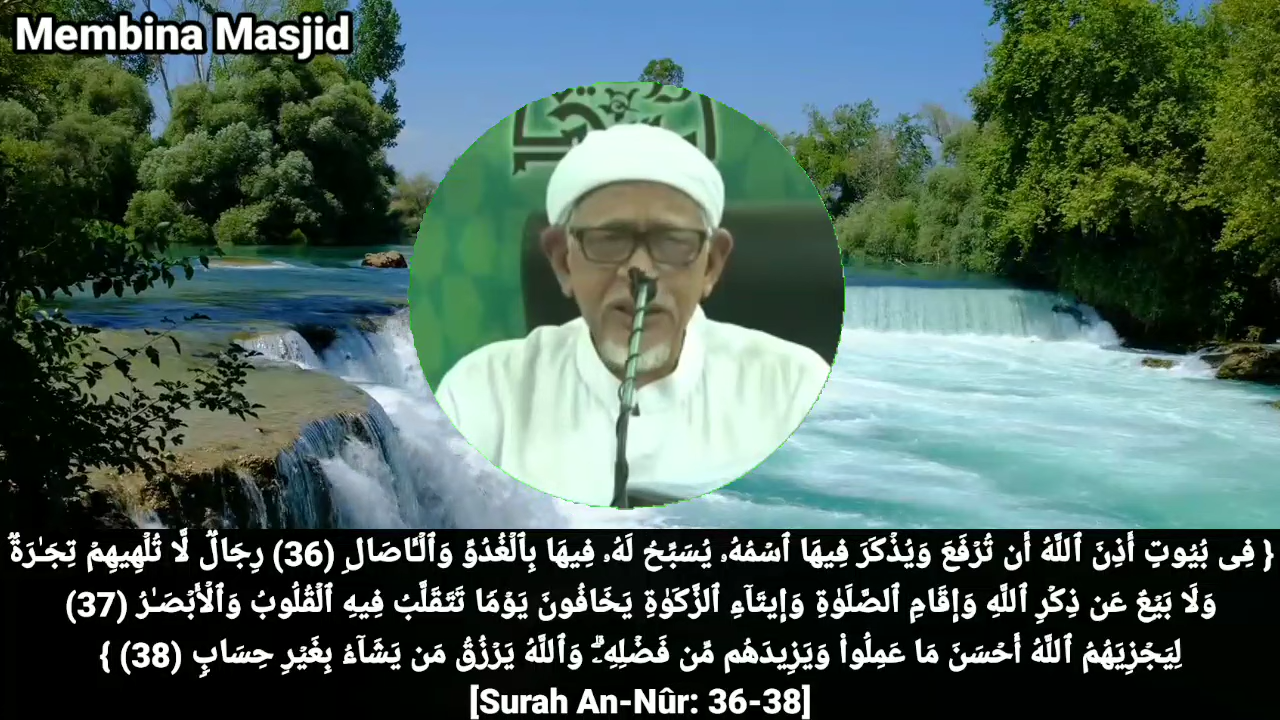 Membina Masjid
{ فِى بُيُوتٍ أَذِنَ ٱللَّهُ أَن تُرْفَعَ وَيُذْكَرَ فِيهَا ٱسْمُهُۥ يُسَبِّحُ لَهُۥ فِيهَا بِٱلْغُدُوِّ وَٱلْـَٔاصَالِ (36) رِجَالٌ لَّا تُلْهِيهِمْ تِجَـٰرَةٌ
وَلَا بَيْعٌ عَن ذِكْرِ ٱللَّهِ وَإِقَامِ ٱلصَّلَوٰةِ وَإِيتَآءِ ٱلزَّكَوٰةِ يَخَافُونَ يَوْمًا تَتَقَلَّبُ فِيهِ ٱلْقُلُوبُ وَٱلْأَبْصَـٰرُ (37)
لِيَجْزِيَهُمُ ٱللَّهُ أَحْسَنَ مَا عَمِلُوا۟ وَيَزِيدَهُم مِّن فَضْلِهِۦ ۗ وَٱللَّهُ يَرْزُقُ مَن يَشَآءُ بِغَيْرِ حِسَابٍ (38) }
[Surah An-Nûr: 36-38]